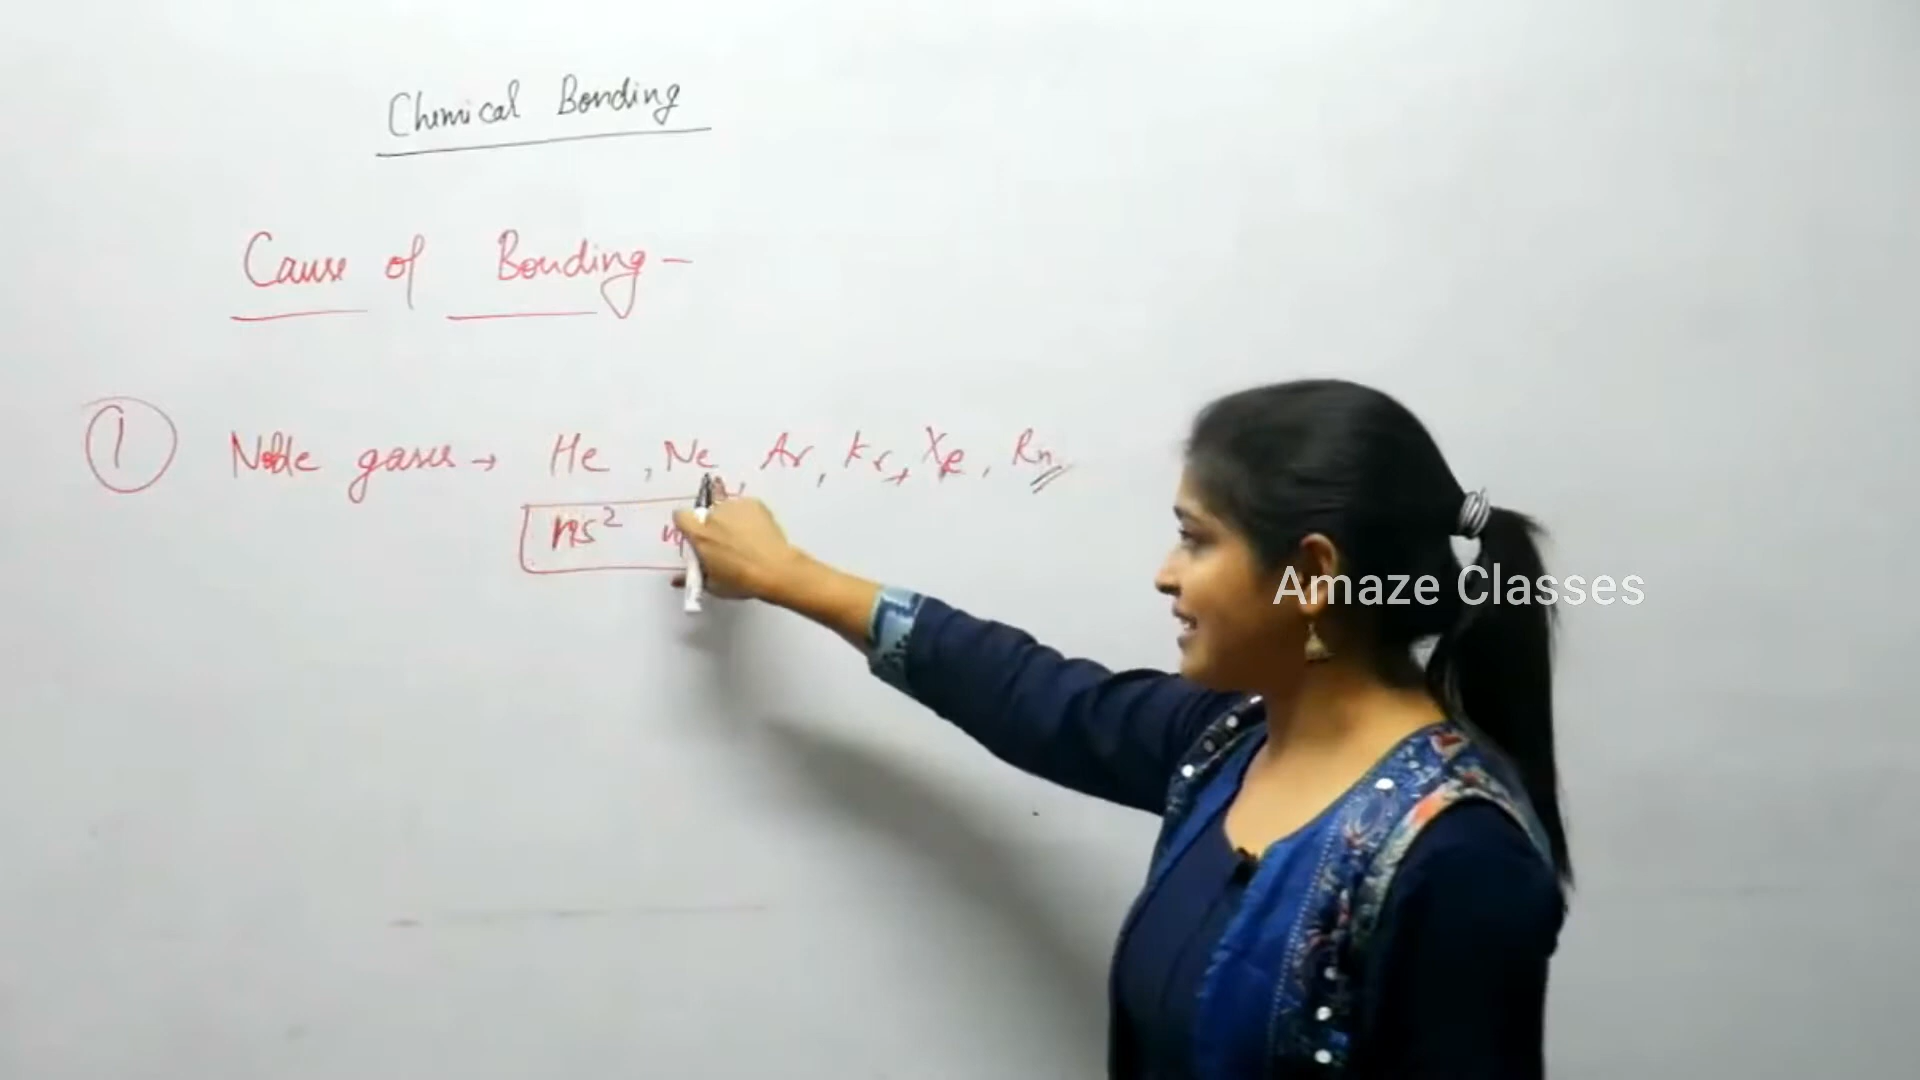 Chemical Bonding
Cause of Bonding -
① Noble gases → He, Ne, Ar, Kr, Xe, Rn
ns²
Amaze Classes